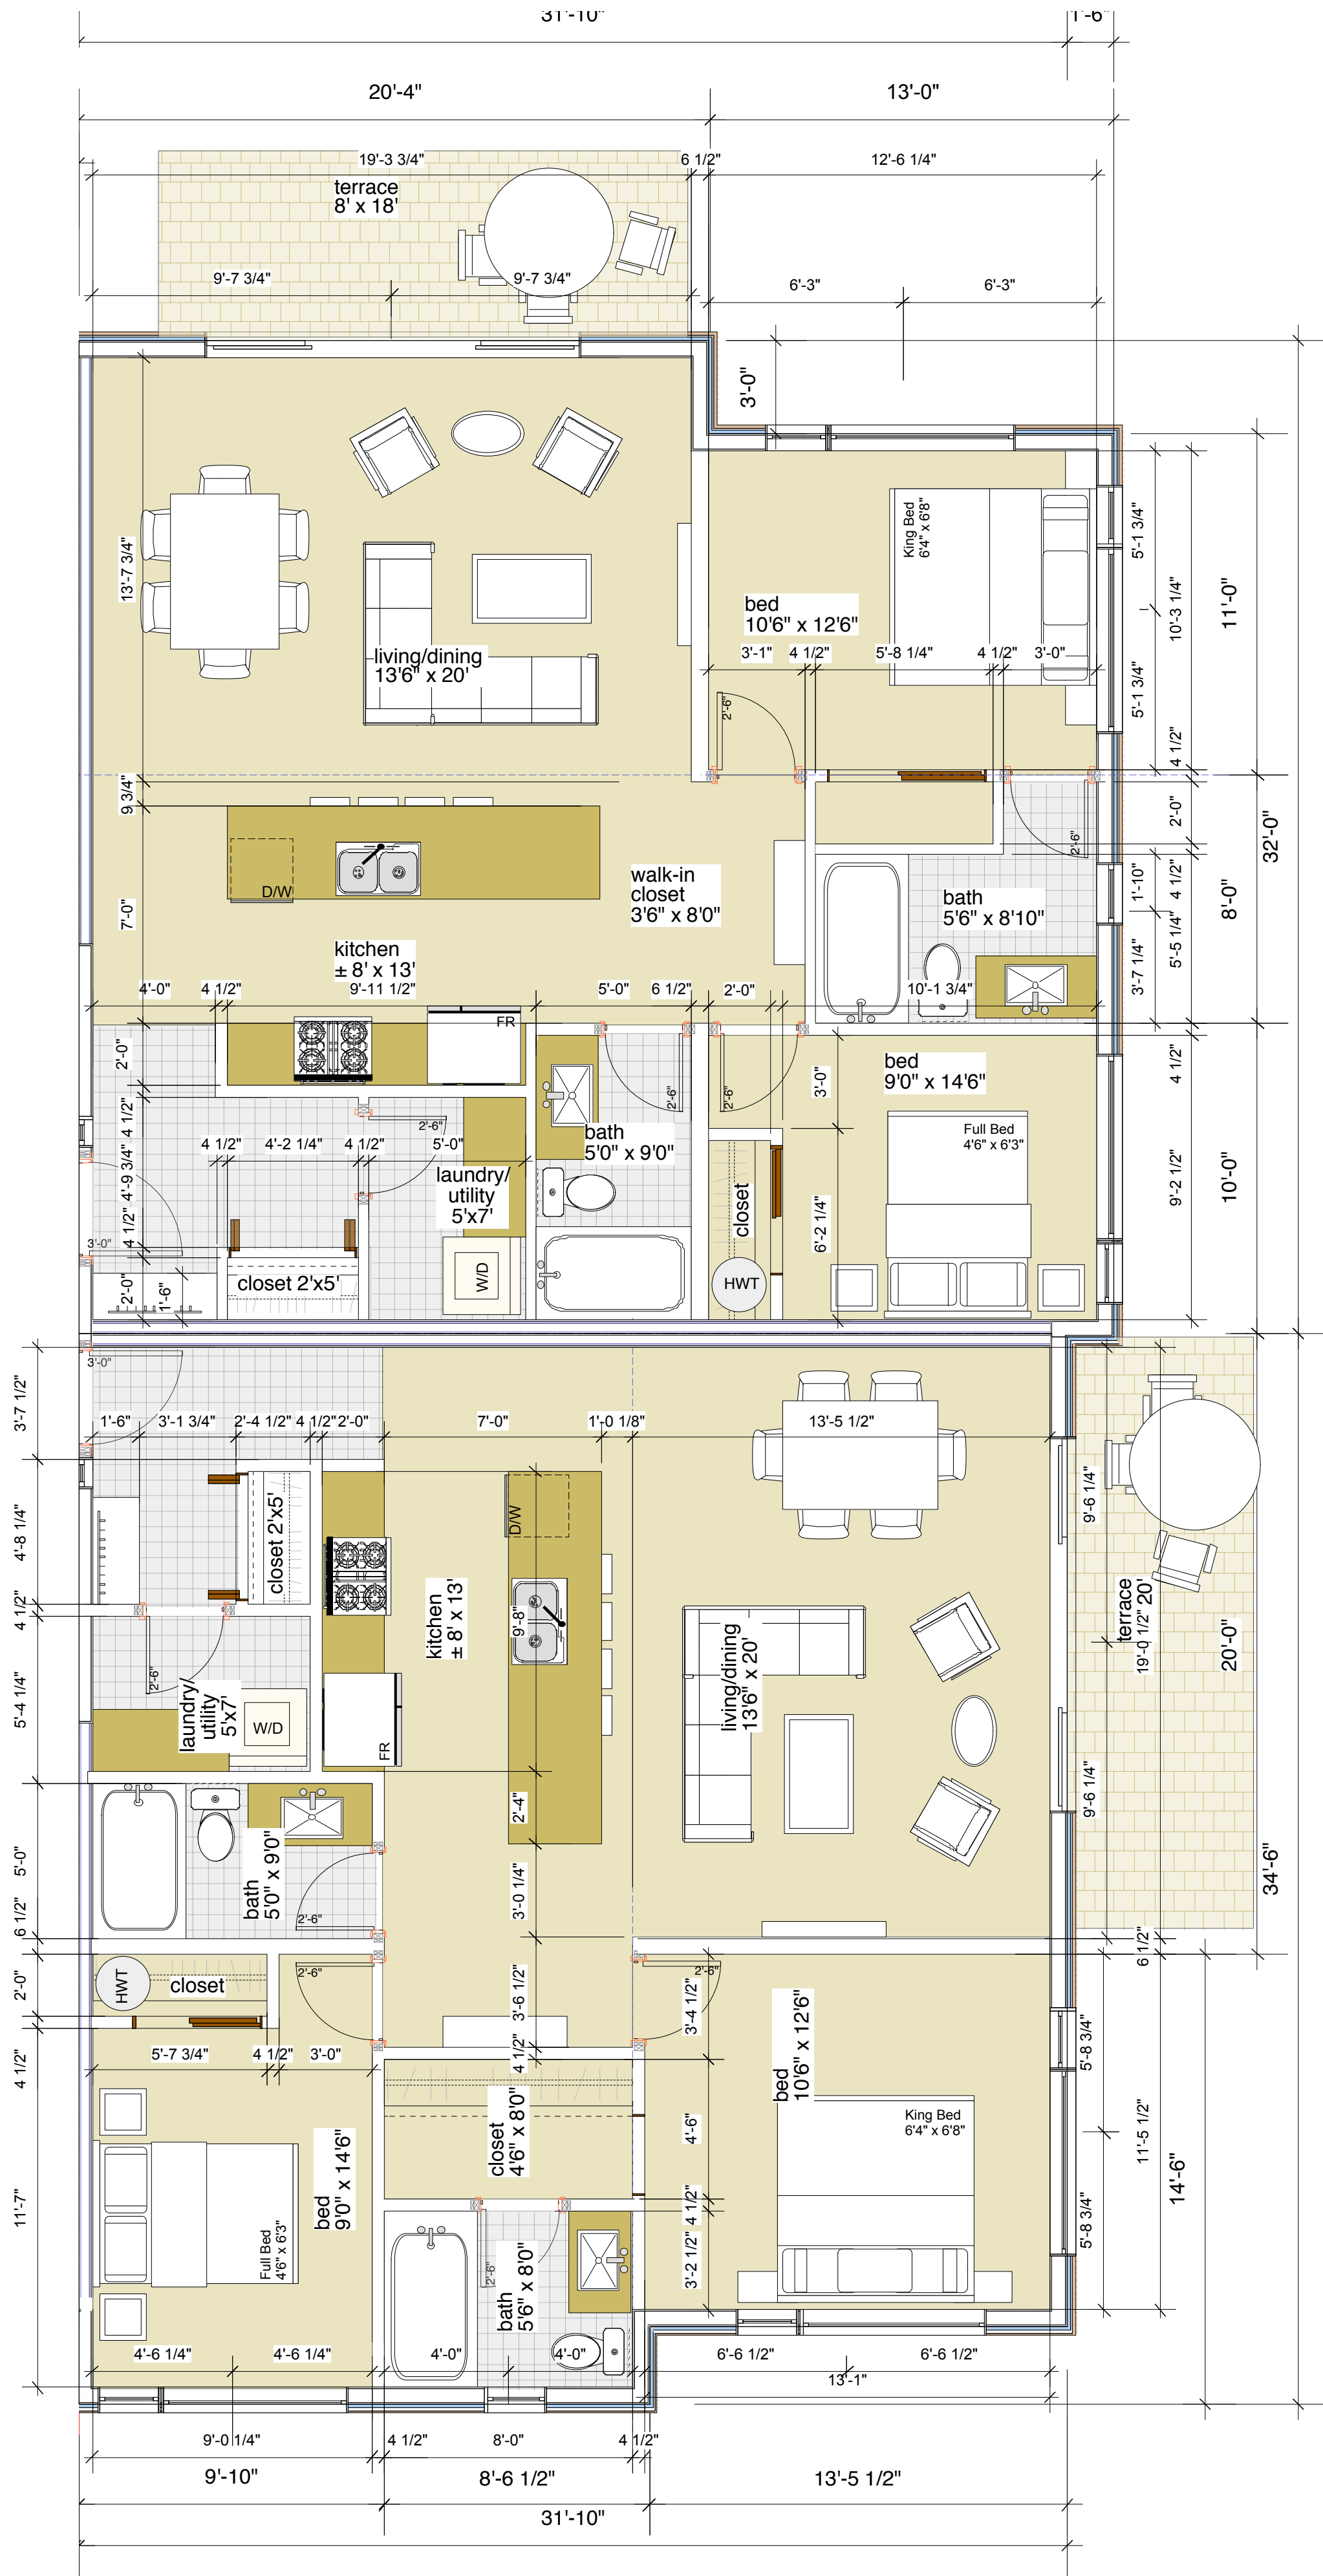 31'-10"
1'-6"
20'-4"
13'-0"
19'-3 3/4"
6 1/2"
12'-6 1/4"
terrace
8' x 18'
9'-7 3/4"
9'-7 3/4"
6'-3"
6'-3"
3'-0"
King Bed
6'4" x 6'8"
5'-1 3/4"
13'-7 3/4"
10'-3 1/4"
11'-0"
bed
10'6" x 12'6"
living/dining
13'6" x 20'
3'-1"
4 1/2"
5'-8 1/4"
4 1/2"
3'-0"
5'-1 3/4"
2'-6"
4 1/2"
9 3/4"
2'-0"
2'-6"
32'-0"
D/W
walk-in
closet
3'6" x 8'0"
bath
5'6" x 8'10"
1'-10"
4 1/2"
8'-0"
7'-0"
kitchen
± 8' x 13'
5'-5 1/4"
3'-7 1/4"
4'-0"
4 1/2"
9'-11 1/2"
5'-0"
6 1/2"
2'-0"
10'-1 3/4"
FR
2'-0"
bed
9'0" x 14'6"
3'-0"
4 1/2"
2'-6"
2'-6"
2'-6"
4 1/2"
4 1/2"
4'-2 1/4"
4 1/2"
5'-0"
bath
5'0" x 9'0"
Full Bed
4'6" x 6'3"
4'-9 3/4"
laundry/
utility
5'x7'
closet
9'-2 1/2"
10'-0"
6'-2 1/4"
4 1/2"
3'-0"
closet 2'x5'
W/D
HWT
2'-0"
1'-6"
3'-0"
3'-7 1/2"
1'-6"
3'-1 3/4"
2'-4 1/2"
4 1/2"
2'-0"
7'-0"
1'-0 1/8"
13'-5 1/2"
9'-6 1/4"
4'-8 1/4"
closet 2'x5'
D/W
kitchen
± 8' x 13'
9'-8"
4 1/2"
terrace
20'
19'-0 1/2"
20'-0"
living/dining
13'6" x 20'
2'-6"
5'-4 1/4"
laundry/
utility
5'x7'
W/D
FR
9'-6 1/4"
2'-4"
34'-6"
5'-0"
bath
5'0" x 9'0"
3'-0 1/4"
2'-6"
6 1/2"
6 1/2"
2'-0"
HWT
closet
2'-6"
2'-6"
3'-6 1/2"
3'-4 1/2"
bed
10'6" x 12'6"
5'-8 3/4"
4 1/2"
5'-7 3/4"
4 1/2"
3'-0"
4 1/2"
closet
4'6" x 8'0"
4'-6"
King Bed
6'4" x 6'8"
11'-5 1/2"
14'-6"
11'-7"
bed
9'0" x 14'6"
Full Bed
4'6" x 6'3"
4 1/2"
5'-8 3/4"
2'-6"
bath
5'6" x 8'0"
3'-2 1/2"
4'-6 1/4"
4'-6 1/4"
4'-0"
4'-0"
6'-6 1/2"
6'-6 1/2"
13'-1"
9'-0 1/4"
4 1/2"
8'-0"
4 1/2"
9'-10"
8'-6 1/2"
13'-5 1/2"
31'-10"